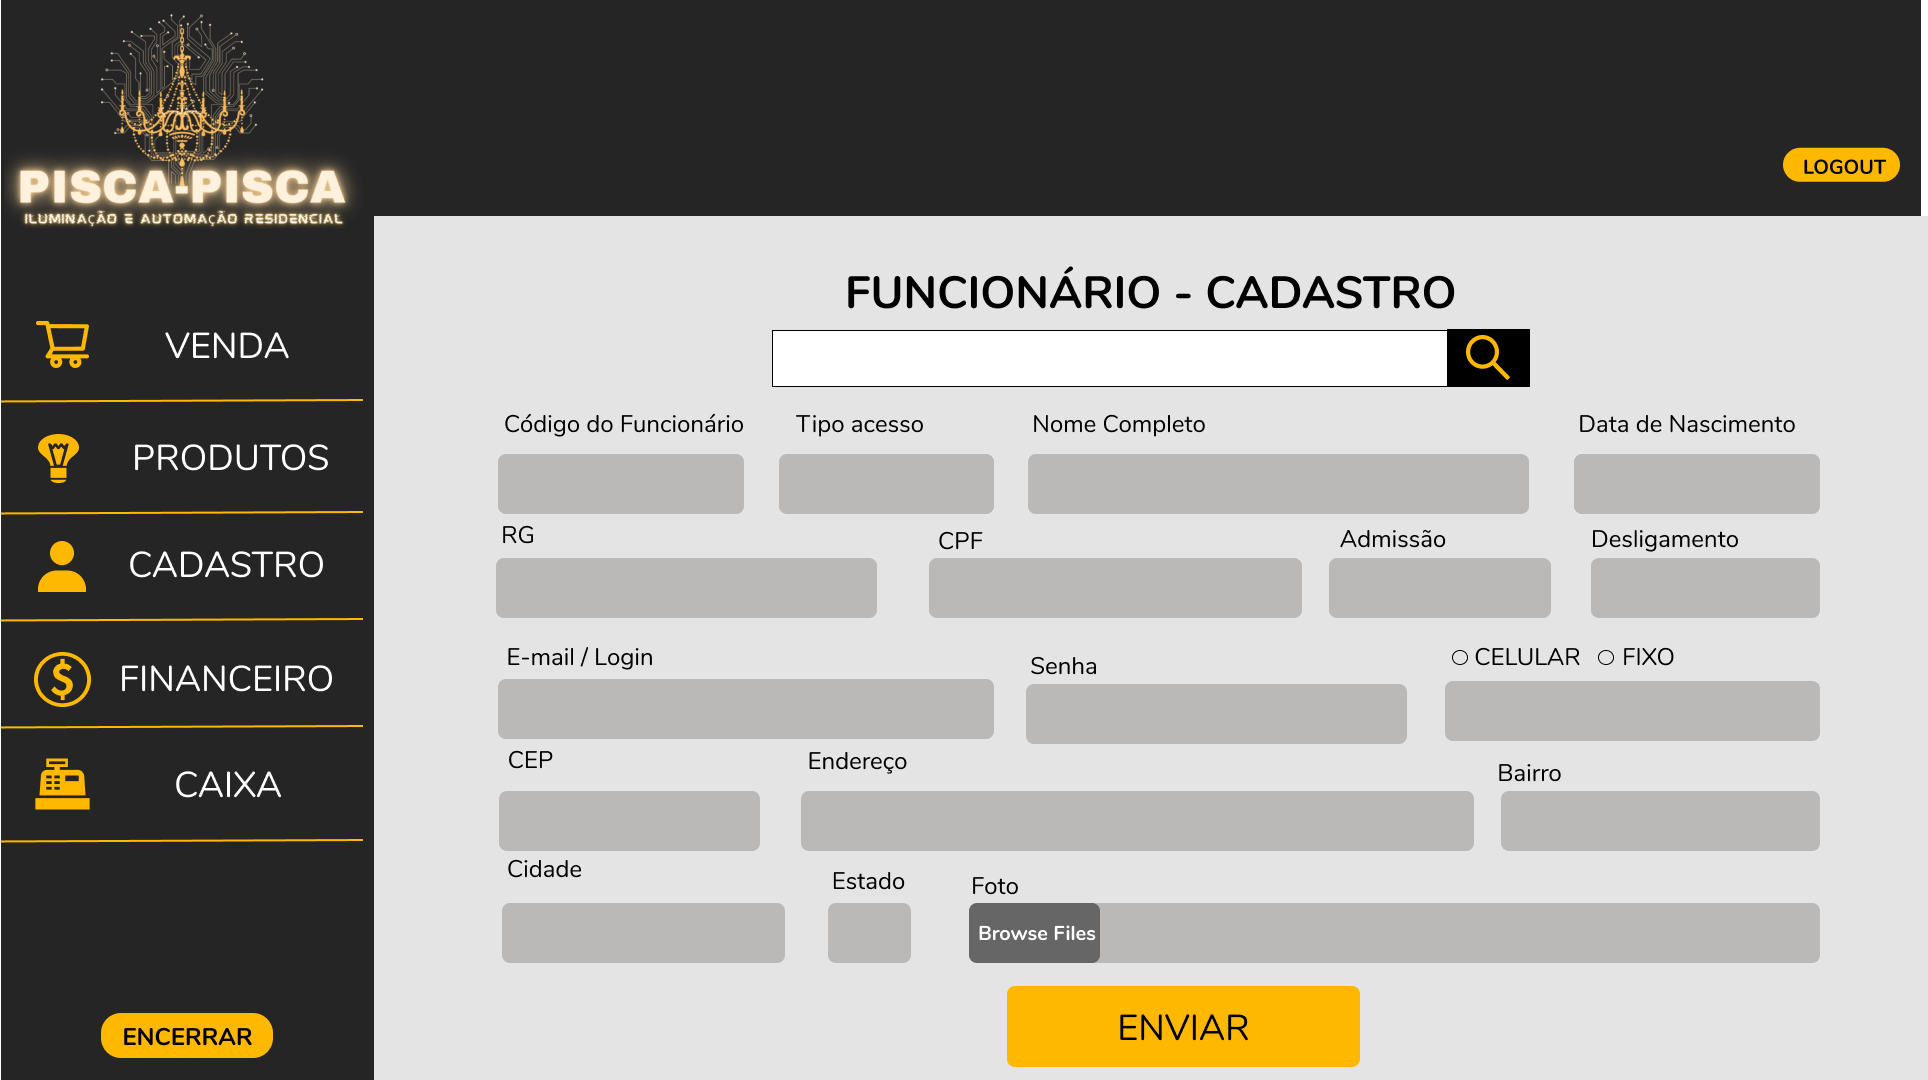 PISCA-PISCA
ILUMINAÇÃO E AUTOMAÇÃO RESIDENCIAL
LOGOUT
VENDA
PRODUTOS
CADASTRO
FINANCEIRO
CAIXA
ENCERRAR
FUNCIONÁRIO - CADASTRO
Código do Funcionário Tipo acesso Nome Completo Data de Nascimento
RG CPF Admissão Desligamento
E-mail / Login Senha CELULAR FIXO
CEP Endereço Bairro
Cidade Estado Foto
Browse Files
ENVIAR